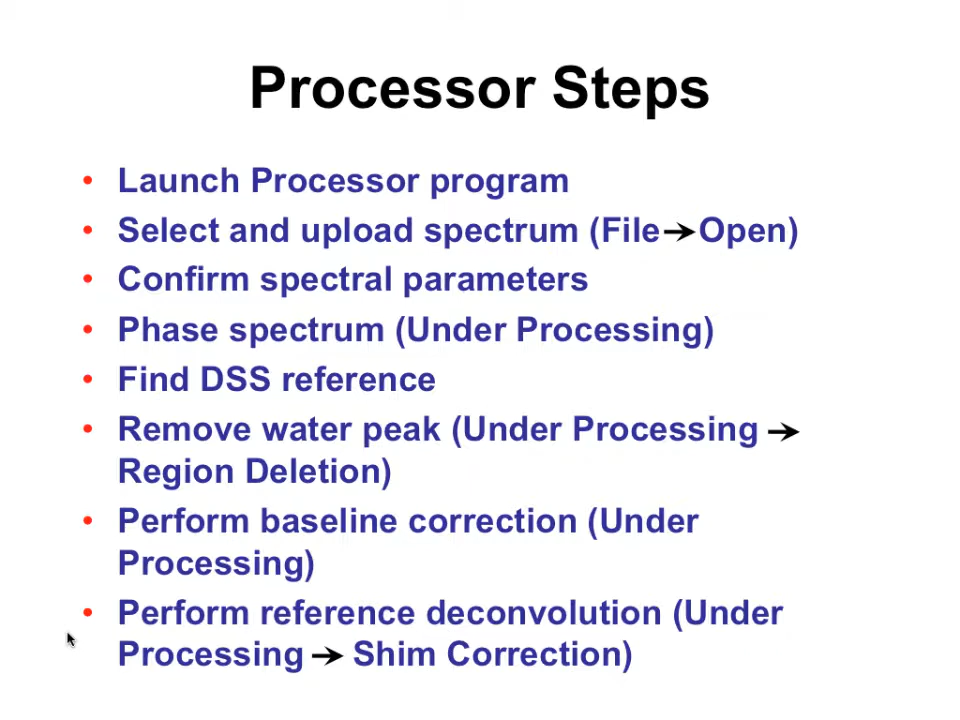 Processor Steps
• Launch Processor program
• Select and upload spectrum (File→Open)
• Confirm spectral parameters
• Phase spectrum (Under Processing)
• Find DSS reference
• Remove water peak (Under Processing →
Region Deletion)
• Perform baseline correction (Under
Processing)
• Perform reference deconvolution (Under
Processing → Shim Correction)